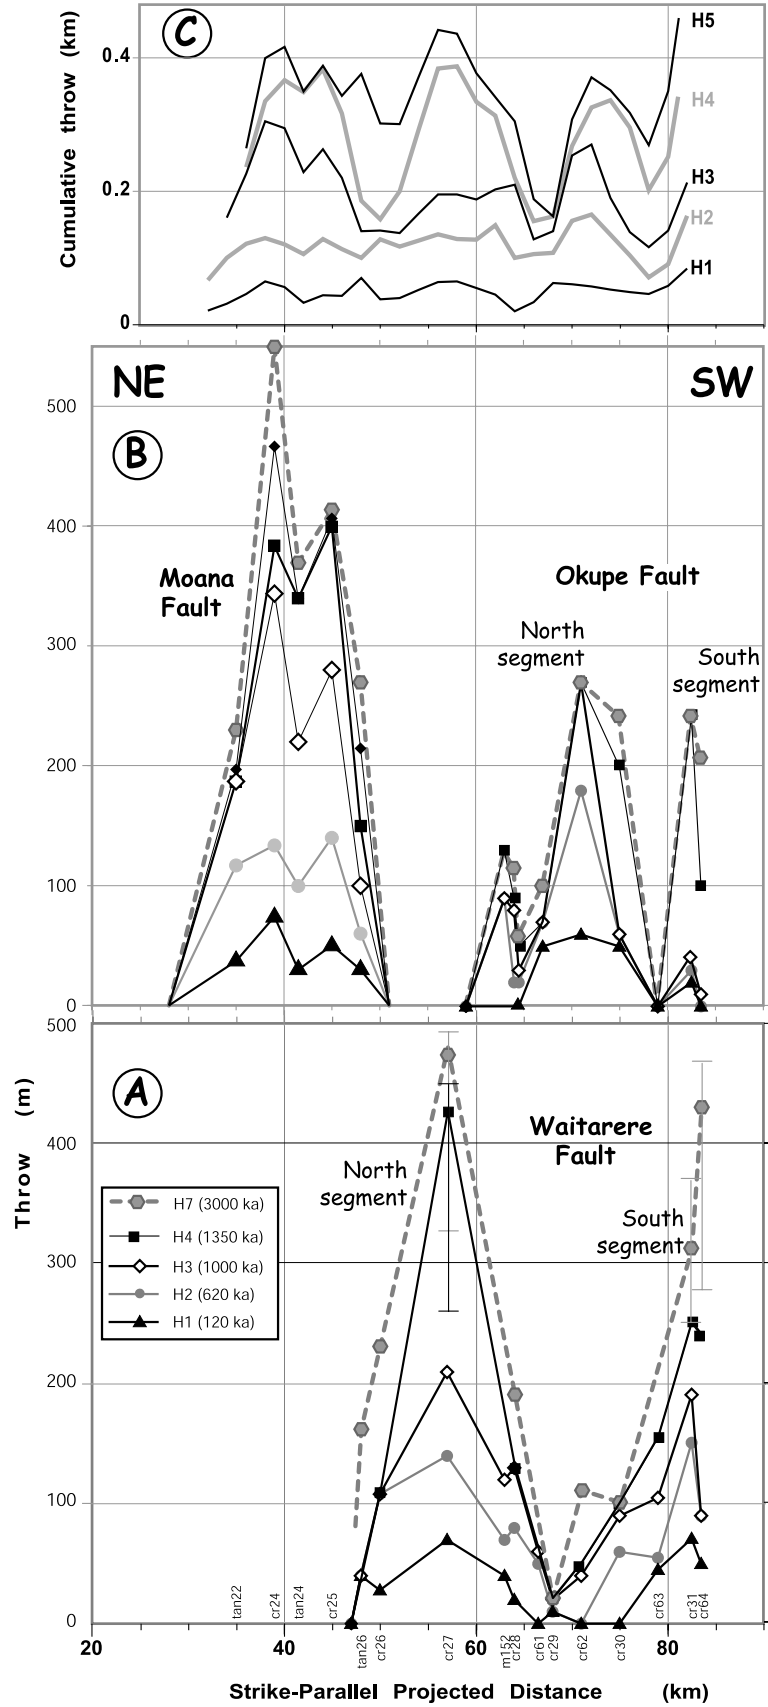 C
Cumulative throw (km)
0.4
0.2
0
H5
H4
H3
H2
H1
NE
SW
B
500
400
300
200
100
0
Moana
Fault
Okupe Fault
North
segment
South
segment
A
Throw (m)
500
400
300
200
100
0
Waitarere
Fault
North
segment
South
segment
H7 (3000 ka)
H4 (1350 ka)
H3 (1000 ka)
H2 (620 ka)
H1 (120 ka)
tan22
cr24
tan24
cr25
tan26
cr26
cr27
m152
cr28
cr61
cr29
cr62
cr30
cr63
cr31
cr64
20
40
60
80
Strike-Parallel Projected Distance (km)